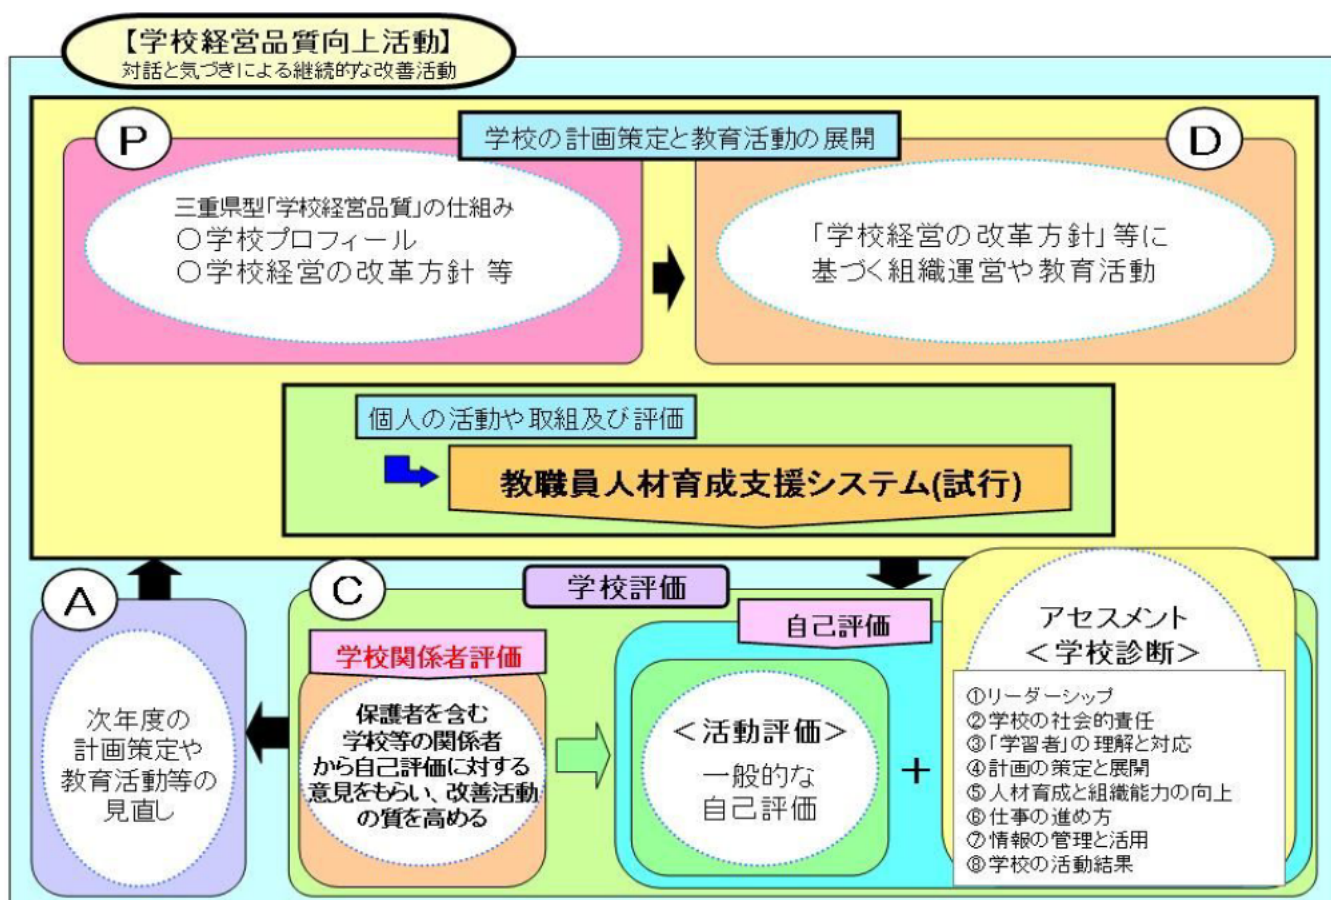 【学校経営品質向上活動】
対話と気づきによる継続的な改善活動
P
学校の計画策定と教育活動の展開
D
三重県型「学校経営品質」の仕組み
○学校プロフィール
○学校経営の改革方針 等
「学校経営の改革方針」等に
基づく組織運営や教育活動
個人の活動や取組及び評価
教職員人材育成支援システム(試行)
A
次年度の
計画策定や
教育活動等の
見直し
C
学校評価
学校関係者評価
保護者を含む
学校等の関係者
から自己評価に対する
意見をもらい、改善活動
の質を高める
自己評価
<活動評価>
一般的な
自己評価
+
アセスメント
<学校診断>
①リーダーシップ
②学校の社会的責任
③「学習者」の理解と対応
④計画の策定と展開
⑤人材育成と組織能力の向上
⑥仕事の進め方
⑦情報の管理と活用
⑧学校の活動結果